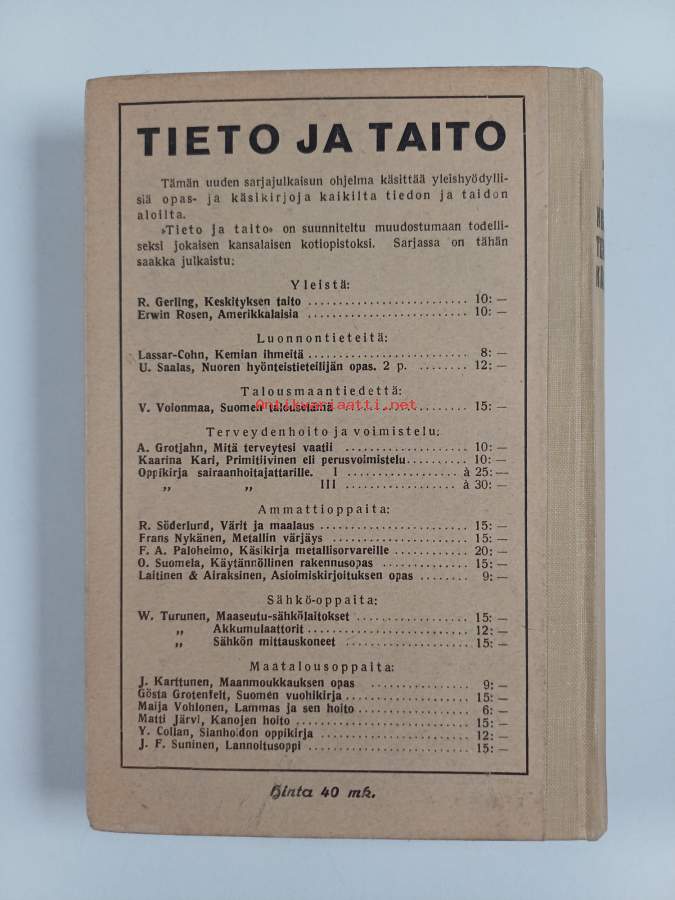 TIETO JA TAITO
Tämän uuden sarjajulkaisun ohjelma käsittää yleishyödylli-
siä opas- ja käsikirjoja kaikilta tiedon ja taidon
aloilta.
»Tieto ja taito» on suunniteltu muodostumaan todelli-
seksi jokaisen kansalaisen kotiopistoksi. Sarjassa on tähän
saakka julkaistu:
Yleistä:
R. Gerling, Keskityksen taito .......................... 10: —
Erwin Rosen, Amerikkalaisia .......................... 10: —
Luonnontieteitä:
Lassar-Cohn, Kemian ihmeitä .......................... 8: —
U. Saalas, Nuoren hyönteistieteilijän opas. 2 p. ........ 12: —
Talousmaantiedettä:
V. Voionmaa, Suomen talouselämä ...................... 15: —
Antikvariaatti.net
Terveydenhoito ja voimistelu:
A. Grotjahn, Mitä terveytesi vaatii .................... 10: —
Kaarina Kari, Primitiivinen eli perusvoimistelu.......... 10: —
Oppikirja sairaanhoitajattarille. I .................... à 25: —
„ „ III .................... à 30: —
Ammattioppaita:
R. Söderlund, Värit ja maalaus ........................ 15: —
Frans Nykänen, Metallin värjäys ...................... 15: —
F. A. Paloheimo, Käsikirja metallisorvareille ............ 20: —
O. Suomela, Käytännöllinen rakennusopas .............. 15: —
Laitinen & Airaksinen, Asioimiskirjoituksen opas ........ 9: —
Sähkö-oppaita:
W. Turunen, Maaseutu-sähkölaitokset .................. 15: —
„ Akkumulaattorit .......................... 12: —
„ Sähkön mittauskoneet .................... 15: —
Maatalousoppaita:
J. Karttunen, Maanmoukkauksen opas ................ 9: —
Gösta Grotenfelt, Suomen vuohikirja .................... 15: —
Maija Vohlonen, Lammas ja sen hoito .................. 6: —
Matti Järvi, Kanojen hoito ............................ 15: —
Y. Collan, Sianhoidon oppikirja ........................ 12: —
J. F. Suninen, Lannoitusoppi .......................... 15: —
Hinta 40 mk.